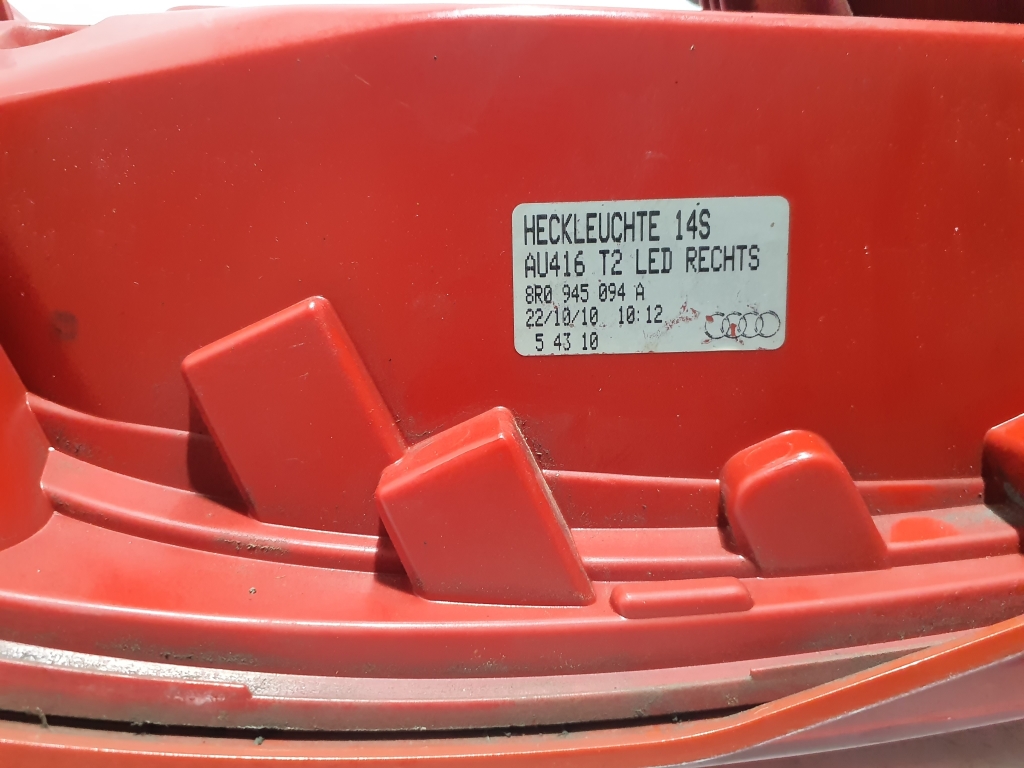 HECKLEUCHTE 14S
AU416 T2 LED RECHTS
8R0 945 094 A
22/10/10 10:12
5 43 10